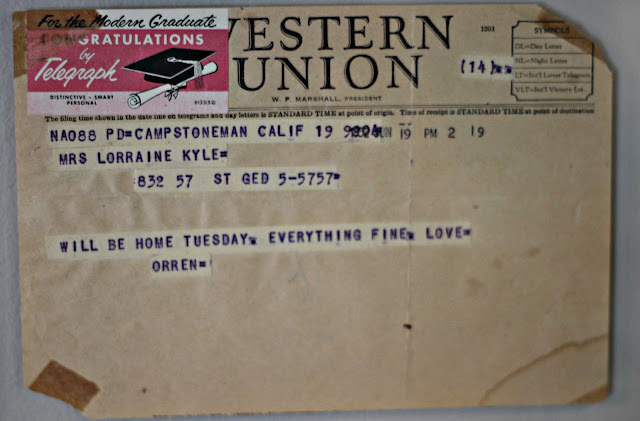 For the Modern Graduate
CONGRATULATIONS
by
Telegraph
DISTINCTIVE - SMART
PERSONAL
WESTERN
UNION
W. P. MARSHALL, PRESIDENT
1201
SYMBOLS
DL=Day Letter
NL=Night Letter
LT=Int'l Letter Telegram
VLT=Int'l Victory Let.
(14)
The filing time shown in the date line on telegrams and day letters is STANDARD TIME at point of origin. Time of receipt is STANDARD TIME at point of destination
NA088 PD=CAMPSTONEMAN CALIF 19 JUN 19 PM 2 19
MRS LORRAINE KYLE=
832 57 ST GED 5-5757=
WILL BE HOME TUESDAY= EVERYTHING FINE= LOVE=
ORREN=